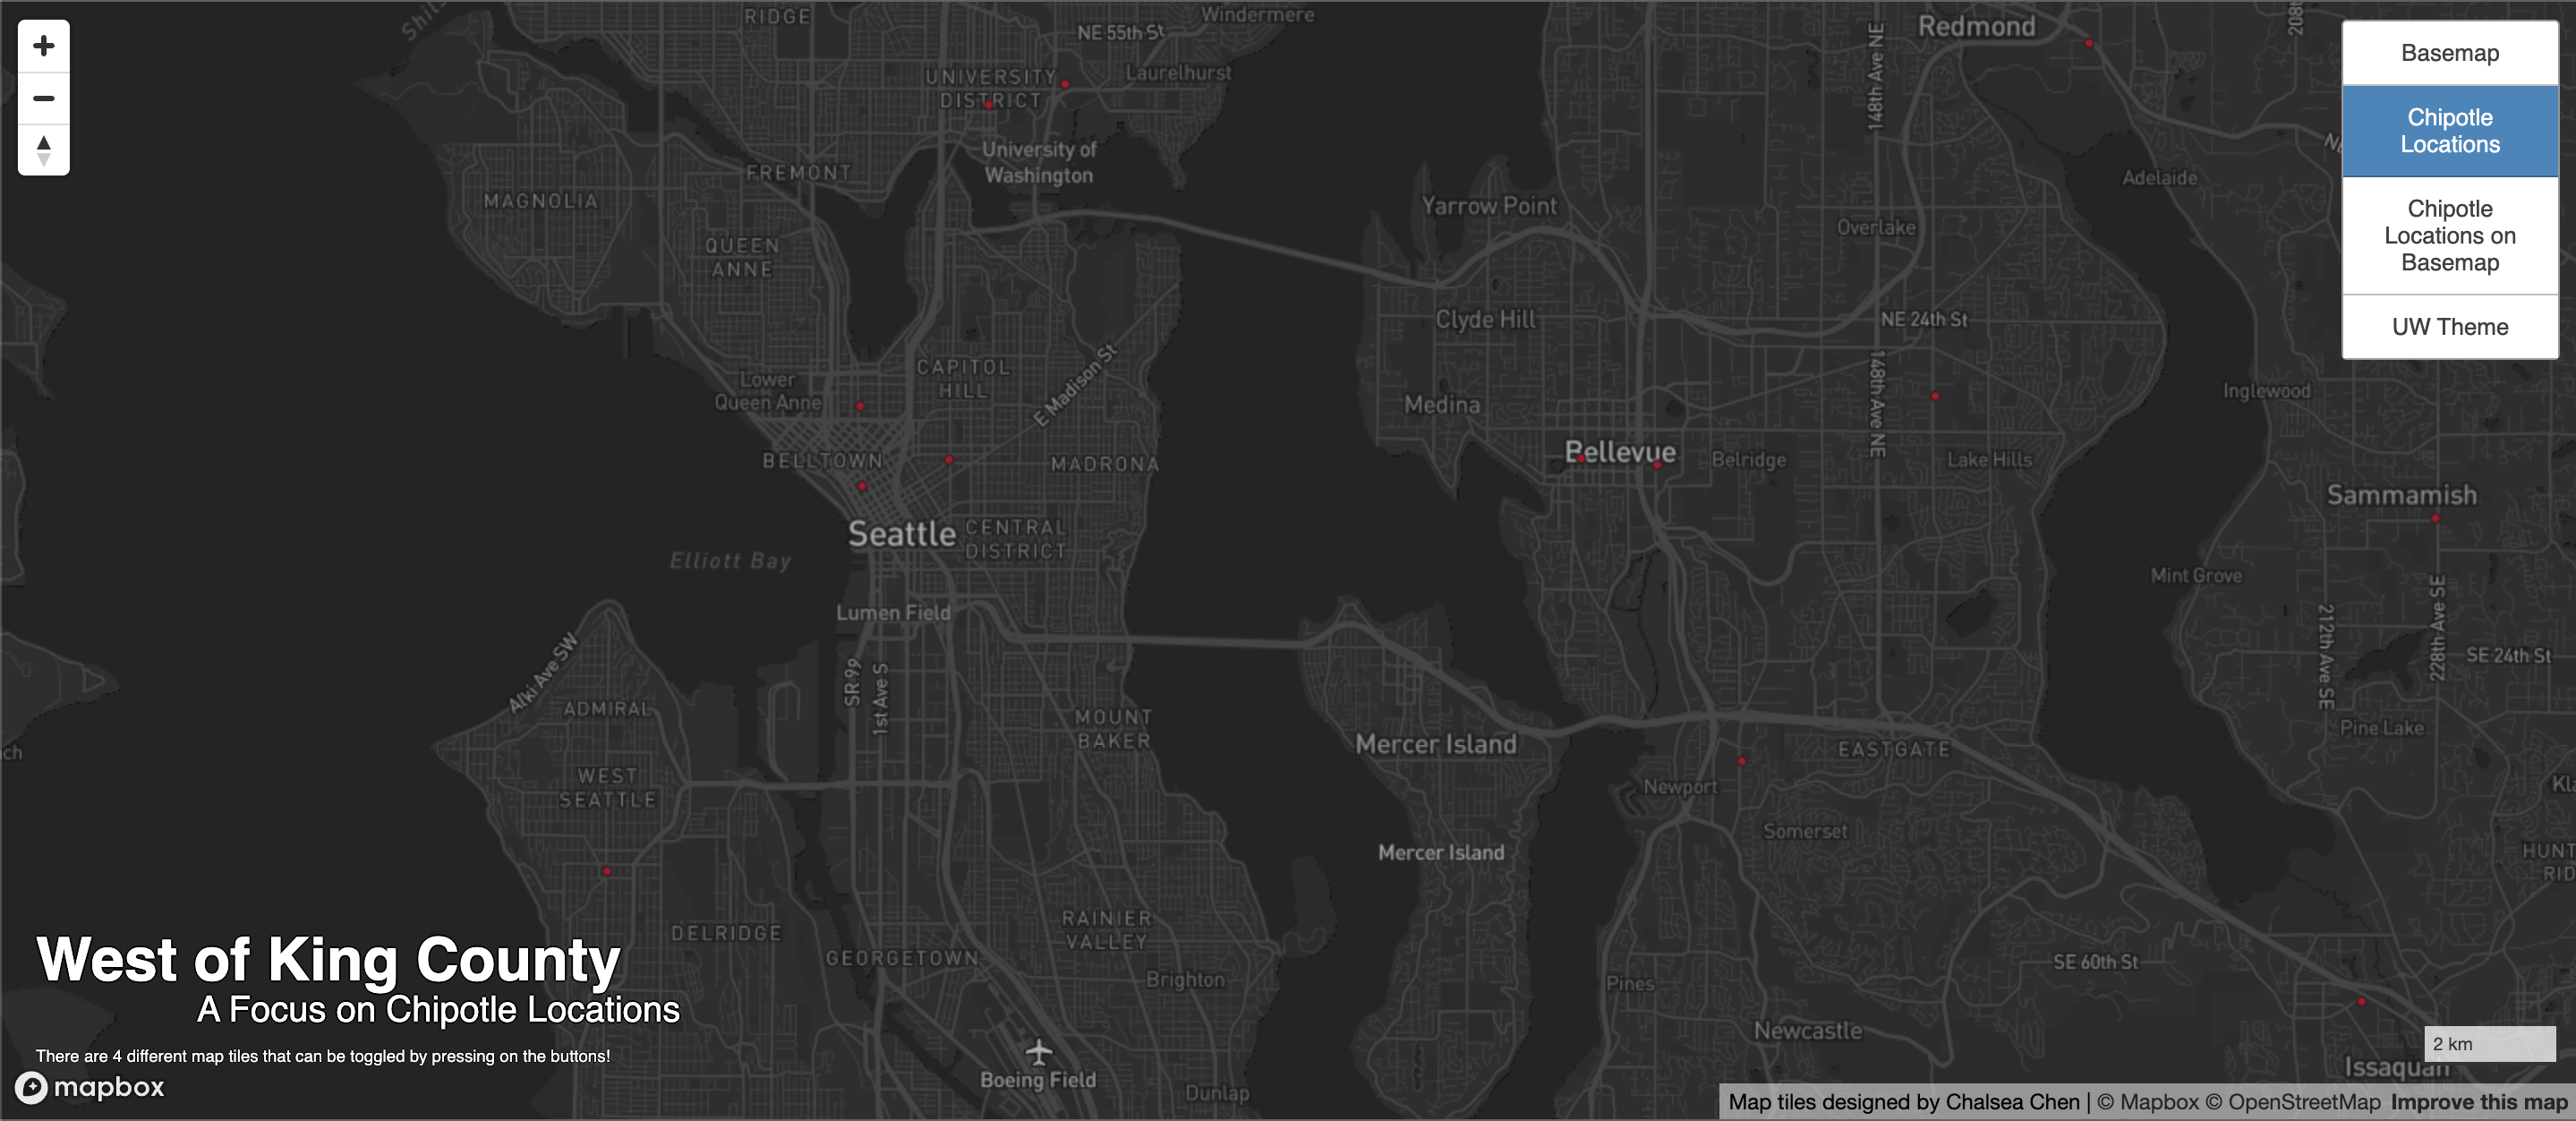 RIDGE
Windermere
NE 55th St
Redmond
UNIVERSITY
DISTRICT
Laurelhurst
148th Ave NE
Basemap
Chipotle
Locations
Chipotle
Locations on
Basemap
UW Theme
University of
Washington
FREMONT
MAGNOLIA
Adelaide
Yarrow Point
Overlake
QUEEN
ANNE
Clyde Hill
NE 24th St
CAPITOL
HILL
E Madison St
Lower
Queen Anne
Medina
148th Ave NE
Inglewood
BELLTOWN
MADRONA
Bellevue
Belridge
Lake Hills
Sammamish
Seattle
CENTRAL
DISTRICT
Elliott Bay
Mint Grove
Lumen Field
Alki Ave SW
SR 99
1st Ave S
212th Ave SE
228th Ave SE
SE 24th St
ADMIRAL
MOUNT
BAKER
Pine Lake
Mercer Island
EASTGATE
WEST
SEATTLE
Newport
Somerset
Mercer Island
RAINIER
VALLEY
DELRIDGE
GEORGETOWN
Brighton
Pines
SE 60th St
Newcastle
West of King County
A Focus on Chipotle Locations
There are 4 different map tiles that can be toggled by pressing on the buttons!
mapbox
Boeing Field
Dunlap
2 km
Issaquah
Map tiles designed by Chalsea Chen | © Mapbox © OpenStreetMap Improve this map